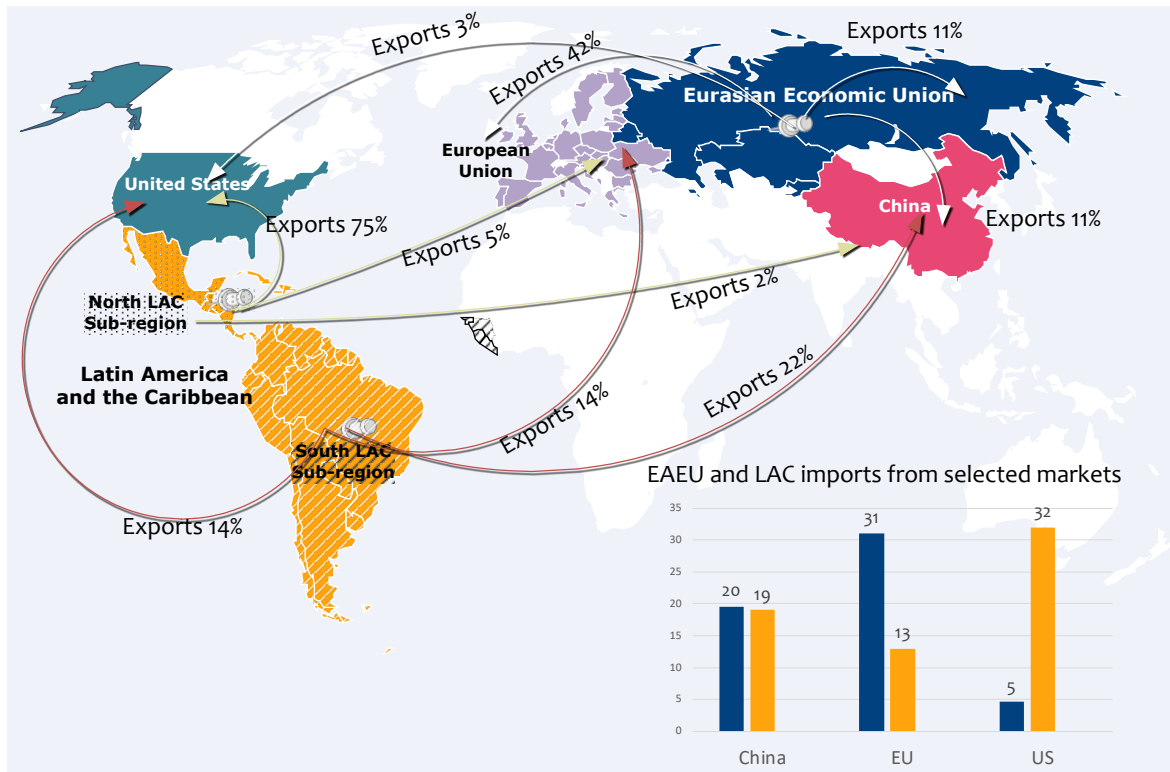 Exports 3%
Exports 42%
Exports 11%
Eurasian Economic Union
European
Union
United States
China
Exports 75%
Exports 5%
Exports 11%
Exports 2%
North LAC
Sub-region
Latin America
and the Caribbean
Exports 22%
Exports 14%
South LAC
Sub-region
Exports 14%
EAEU and LAC imports from selected markets
35
30
25
20
15
10
5
0
20
19
31
13
5
32
China
EU
US